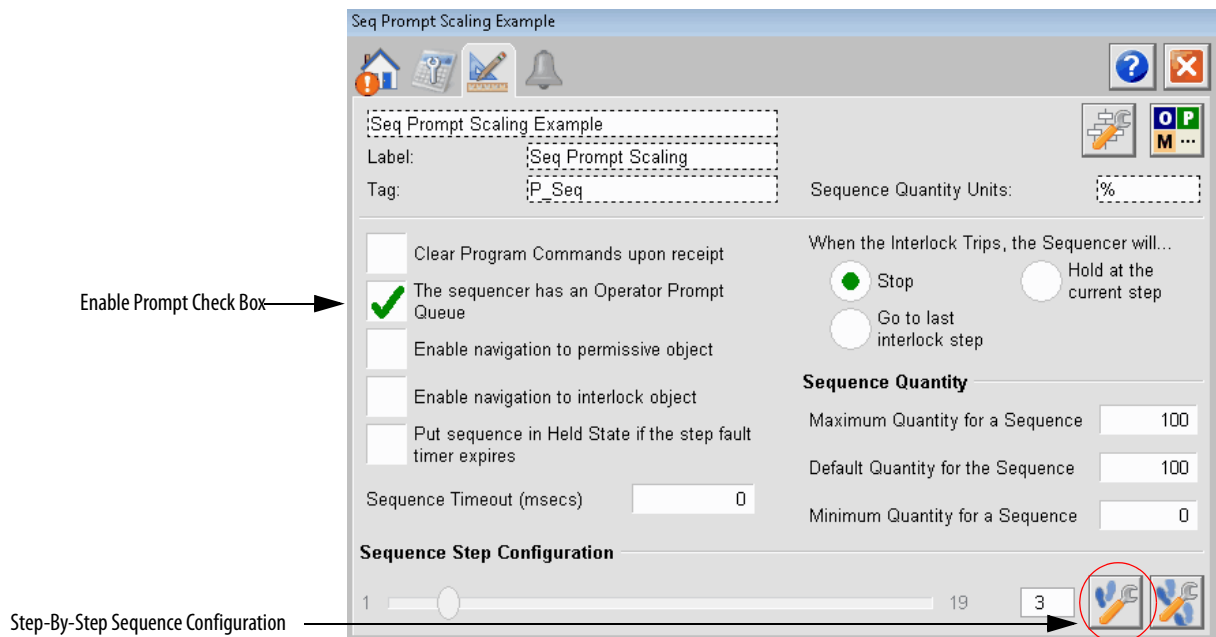 Seq Prompt Scaling Example
?
!
Seq Prompt Scaling Example
O P
M ...
Label:
Seq Prompt Scaling
Tag:
P_Seq
Sequence Quantity Units:
%
Clear Program Commands upon receipt
When the Interlock Trips, the Sequencer will...
Enable Prompt Check Box
The sequencer has an Operator Prompt
Queue
Stop
Hold at the
current step
Go to last
interlock step
Enable navigation to permissive object
Enable navigation to interlock object
Put sequence in Held State if the step fault
timer expires
Sequence Timeout (msecs)
0
Sequence Quantity
Maximum Quantity for a Sequence
100
Default Quantity for the Sequence
100
Minimum Quantity for a Sequence
0
Sequence Step Configuration
1
19
3
Step-By-Step Sequence Configuration